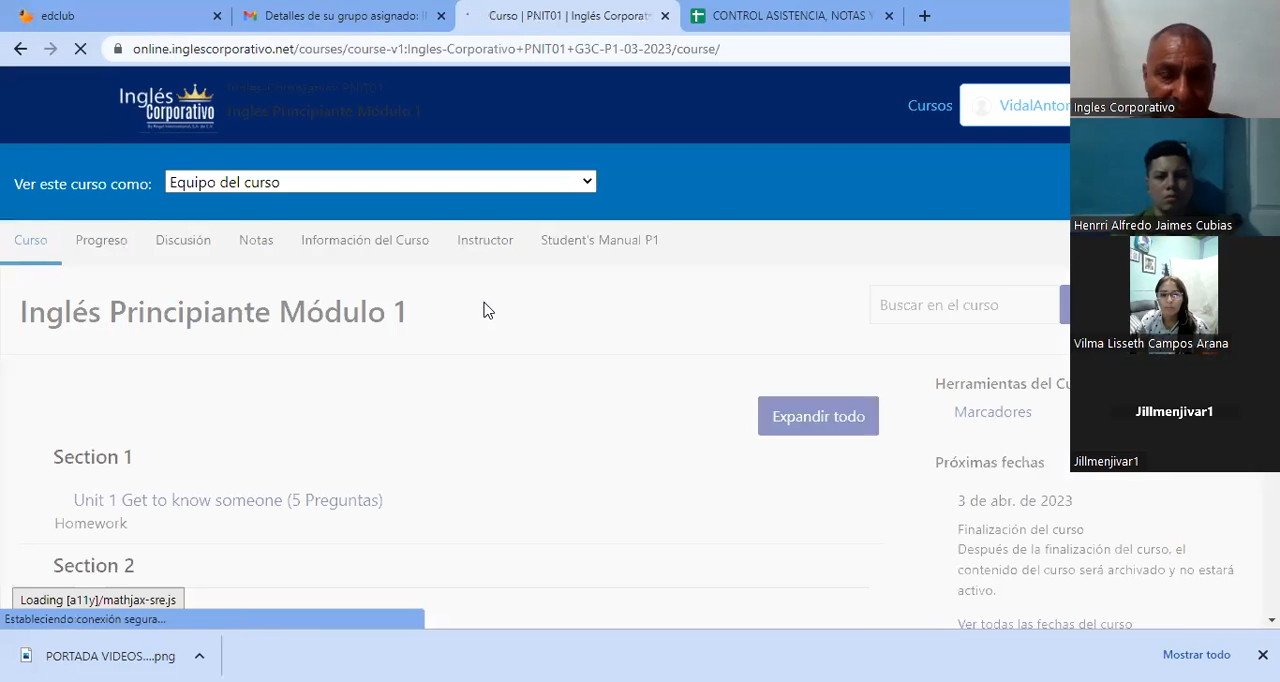 edclub
Detalles de su grupo asignado: I
Curso | PNIT01 | Inglés Corporat
CONTROL ASISTENCIA, NOTAS Y
online.inglescorporativo.net/courses/course-v1:Ingles-Corporativo+PNIT01+G3C-P1-03-2023/course/
Inglés
Corporativo
Inglés Principiante Módulo 1
Cursos
VidalAnton
Ver este curso como:
Equipo del curso
Curso
Progreso
Discusión
Notas
Información del Curso
Instructor
Student's Manual P1
Inglés Principiante Módulo 1
Buscar en el curso
Expandir todo
Section 1
Unit 1 Get to know someone (5 Preguntas)
Homework
Section 2
Herramientas del Cu
Marcadores
Próximas fechas
3 de abr. de 2023
Finalización del curso
Después de la finalización del curso, el
contenido del curso será archivado y no estará
activo.
Ver todas las fechas del curso
Loading [a11y]/mathjax-sre.js
Estableciendo conexión segura...
PORTADA VIDEOS....png
Mostrar todo
Ingles Corporativo
Henrri Alfredo Jaimes Cubias
Vilma Lisseth Campos Arana
Jillmenjivar1
Jillmenjivar1